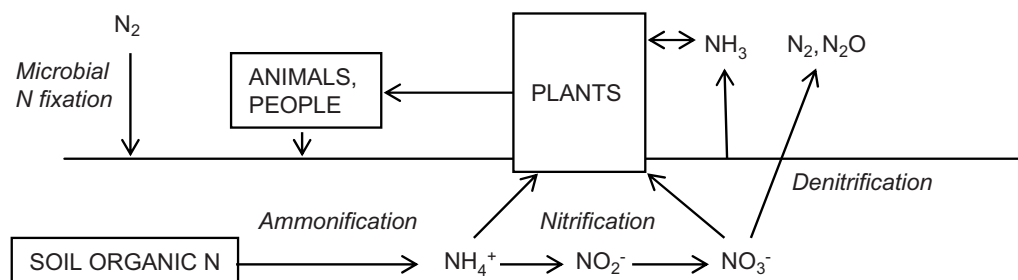 N₂
Microbial
N fixation
ANIMALS,
PEOPLE
PLANTS
NH₃
N₂, N₂O
Denitrification
Ammonification
Nitrification
SOIL ORGANIC N
NH₄⁺
NO₂⁻
NO₃⁻